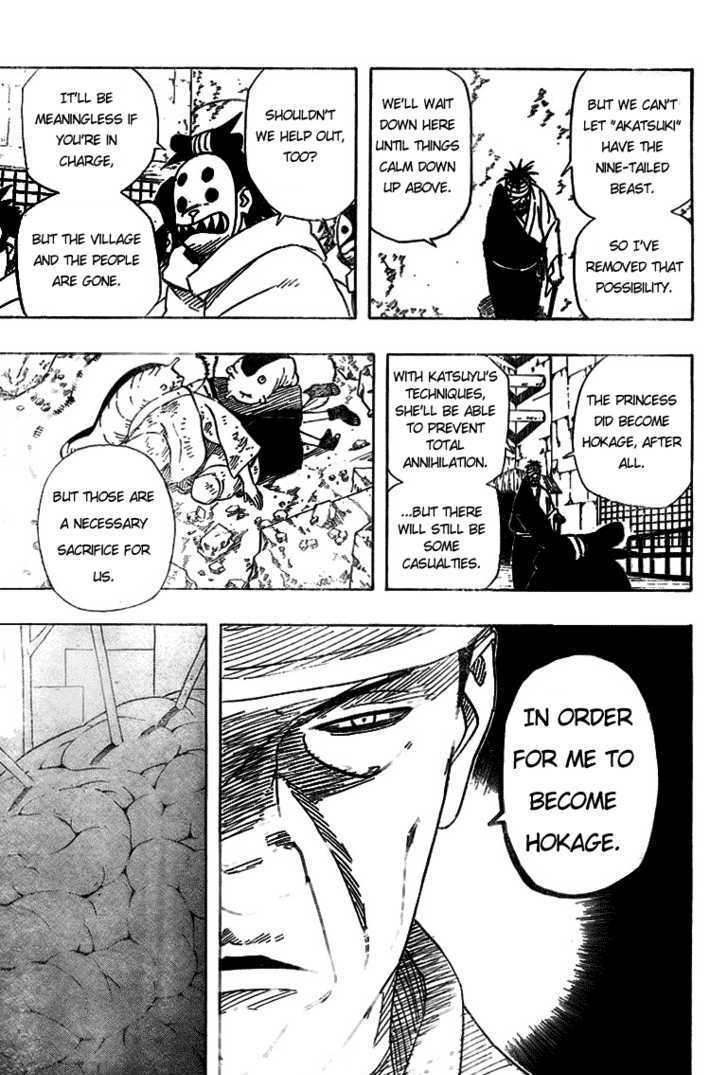 BUT WE CAN'T
LET "AKATSUKI"
HAVE THE
NINE-TAILED
BEAST.
SO I'VE
REMOVED THAT
POSSIBILITY.
WE'LL WAIT
DOWN HERE
UNTIL THINGS
CALM DOWN
UP ABOVE.
SHOULDN'T
WE HELP OUT,
TOO?
IT'LL BE
MEANINGLESS IF
YOU'RE IN
CHARGE,
BUT THE VILLAGE
AND THE PEOPLE
ARE GONE.
THE PRINCESS
DID BECOME
HOKAGE, AFTER
ALL.
WITH KATSUYU'S
TECHNIQUES,
SHE'LL BE ABLE
TO PREVENT
TOTAL
ANNIHILATION.
...BUT THERE
WILL STILL BE
SOME
CASUALTIES.
BUT THOSE ARE
A NECESSARY
SACRIFICE FOR
US.
IN ORDER
FOR ME TO
BECOME
HOKAGE.